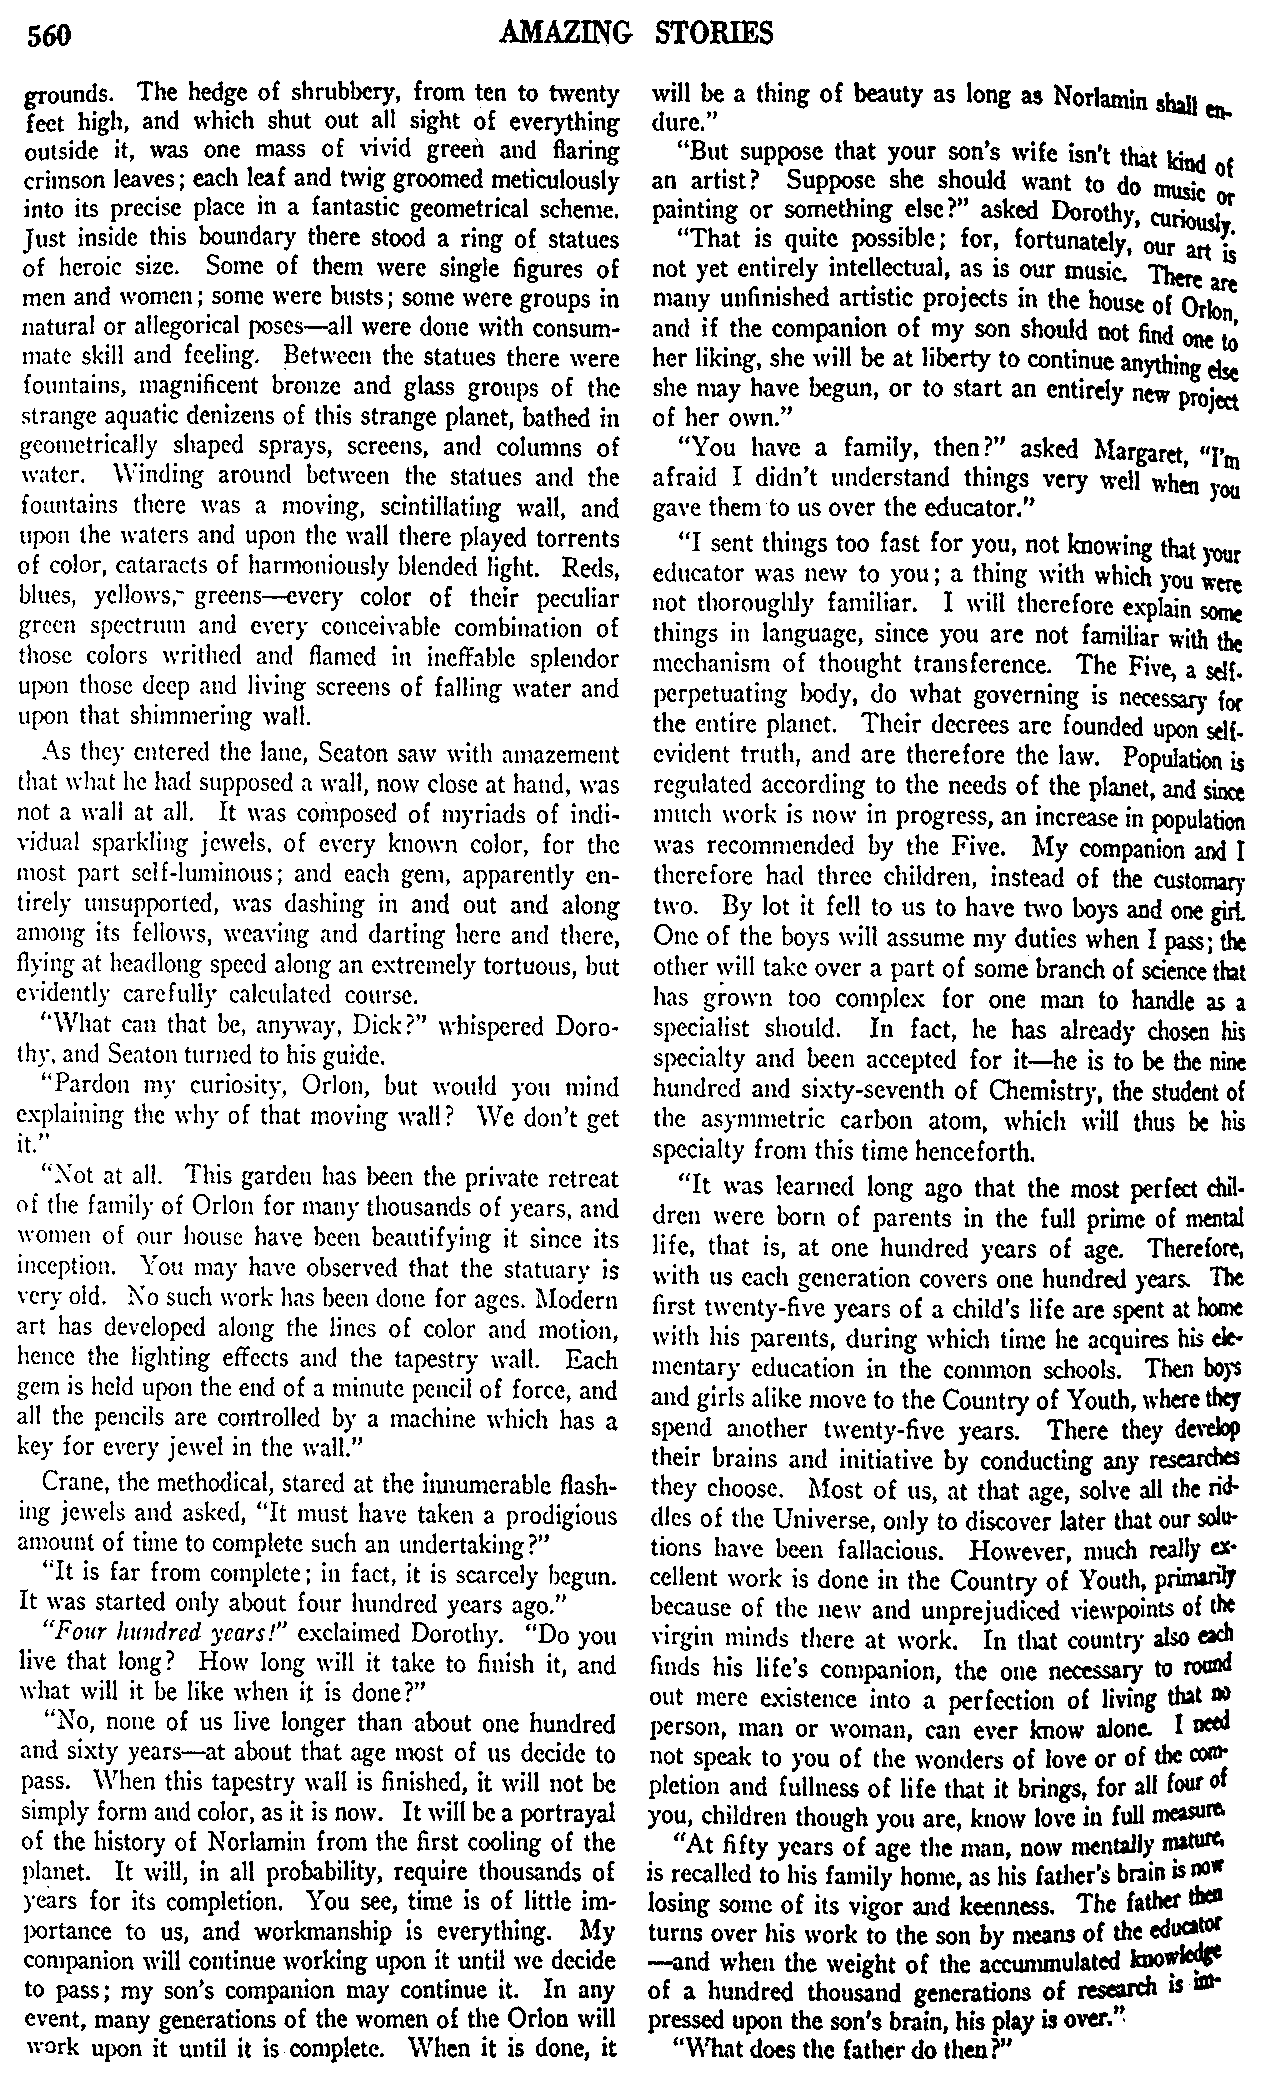 560
AMAZING STORIES
grounds. The hedge of shrubbery, from ten to twenty
feet high, and which shut out all sight of everything
outside it, was one mass of vivid green and flaring
crimson leaves; each leaf and twig groomed meticulously
into its precise place in a fantastic geometrical scheme.
Just inside this boundary there stood a ring of statues
of heroic size. Some of them were single figures of
men and women; some were busts; some were groups in
natural or allegorical poses—all were done with consum-
mate skill and feeling. Between the statues there were
fountains, magnificent bronze and glass groups of the
strange aquatic denizens of this strange planet, bathed in
geometrically shaped sprays, screens, and columns of
water. Winding around between the statues and the
fountains there was a moving, scintillating wall, and
upon the waters and upon the wall there played torrents
of color, cataracts of harmoniously blended light. Reds,
blues, yellows, greens—every color of their peculiar
green spectrum and every conceivable combination of
those colors writhed and flamed in ineffable splendor
upon those deep and living screens of falling water and
upon that shimmering wall.
As they entered the lane, Seaton saw with amazement
that what he had supposed a wall, now close at hand, was
not a wall at all. It was composed of myriads of indi-
vidual sparkling jewels, of every known color, for the
most part self-luminous; and each gem, apparently en-
tirely unsupported, was dashing in and out and along
among its fellows, weaving and darting here and there,
flying at headlong speed along an extremely tortuous, but
evidently carefully calculated course.
"What can that be, anyway, Dick?" whispered Doro-
thy, and Seaton turned to his guide.
"Pardon my curiosity, Orlon, but would you mind
explaining the why of that moving wall? We don't get
it."
"Not at all. This garden has been the private retreat
of the family of Orlon for many thousands of years, and
women of our house have been beautifying it since its
inception. You may have observed that the statuary is
very old. No such work has been done for ages. Modern
art has developed along the lines of color and motion,
hence the lighting effects and the tapestry wall. Each
gem is held upon the end of a minute pencil of force, and
all the pencils are controlled by a machine which has a
key for every jewel in the wall."
Crane, the methodical, stared at the innumerable flash-
ing jewels and asked, "It must have taken a prodigious
amount of time to complete such an undertaking?"
"It is far from complete; in fact, it is scarcely begun.
It was started only about four hundred years ago."
"Four hundred years!" exclaimed Dorothy. "Do you
live that long? How long will it take to finish it, and
what will it be like when it is done?"
"No, none of us live longer than about one hundred
and sixty years—at about that age most of us decide to
pass. When this tapestry wall is finished, it will not be
simply form and color, as it is now. It will be a portrayal
of the history of Norlamin from the first cooling of the
planet. It will, in all probability, require thousands of
years for its completion. You see, time is of little im-
portance to us, and workmanship is everything. My
companion will continue working upon it until we decide
to pass; my son's companion may continue it. In any
event, many generations of the women of the Orlon will
work upon it until it is complete. When it is done, it
will be a thing of beauty as long as Norlamin shall en-
dure."
"But suppose that your son's wife isn't that kind of
an artist? Suppose she should want to do music or
painting or something else?" asked Dorothy, curiously.
"That is quite possible; for, fortunately, our art is
not yet entirely intellectual, as is our music. There are
many unfinished artistic projects in the house of Orlon,
and if the companion of my son should not find one to
her liking, she will be at liberty to continue anything else
she may have begun, or to start an entirely new project
of her own."
"You have a family, then?" asked Margaret, "I'm
afraid I didn't understand things very well when you
gave them to us over the educator."
"I sent things too fast for you, not knowing that your
educator was new to you; a thing with which you were
not thoroughly familiar. I will therefore explain some
things in language, since you are not familiar with the
mechanism of thought transference. The Five, a self-
perpetuating body, do what governing is necessary for
the entire planet. Their decrees are founded upon self-
evident truth, and are therefore the law. Population is
regulated according to the needs of the planet, and since
much work is now in progress, an increase in population
was recommended by the Five. My companion and I
therefore had three children, instead of the customary
two. By lot it fell to us to have two boys and one girl.
One of the boys will assume my duties when I pass; the
other will take over a part of some branch of science that
has grown too complex for one man to handle as a
specialist should. In fact, he has already chosen his
specialty and been accepted for it—he is to be the nine
hundred and sixty-seventh of Chemistry, the student of
the asymmetric carbon atom, which will thus be his
specialty from this time henceforth.
"It was learned long ago that the most perfect chil-
dren were born of parents in the full prime of mental
life, that is, at one hundred years of age. Therefore,
with us each generation covers one hundred years. The
first twenty-five years of a child's life are spent at home
with his parents, during which time he acquires his ele-
mentary education in the common schools. Then boys
and girls alike move to the Country of Youth, where they
spend another twenty-five years. There they develop
their brains and initiative by conducting any researches
they choose. Most of us, at that age, solve all the rid-
dles of the Universe, only to discover later that our solu-
tions have been fallacious. However, much really ex-
cellent work is done in the Country of Youth, primarily
because of the new and unprejudiced viewpoints of the
virgin minds there at work. In that country also each
finds his life's companion, the one necessary to round
out mere existence into a perfection of living that no
person, man or woman, can ever know alone. I need
not speak to you of the wonders of love or of the com-
pletion and fullness of life that it brings, for all four of
you, children though you are, know love in full measure.
"At fifty years of age the man, now mentally mature,
is recalled to his family home, as his father's brain is now
losing some of its vigor and keenness. The father then
turns over his work to the son by means of the educator
—and when the weight of the accummulated knowledge
of a hundred thousand generations of research is im-
pressed upon the son's brain, his play is over."
"What does the father do then?"